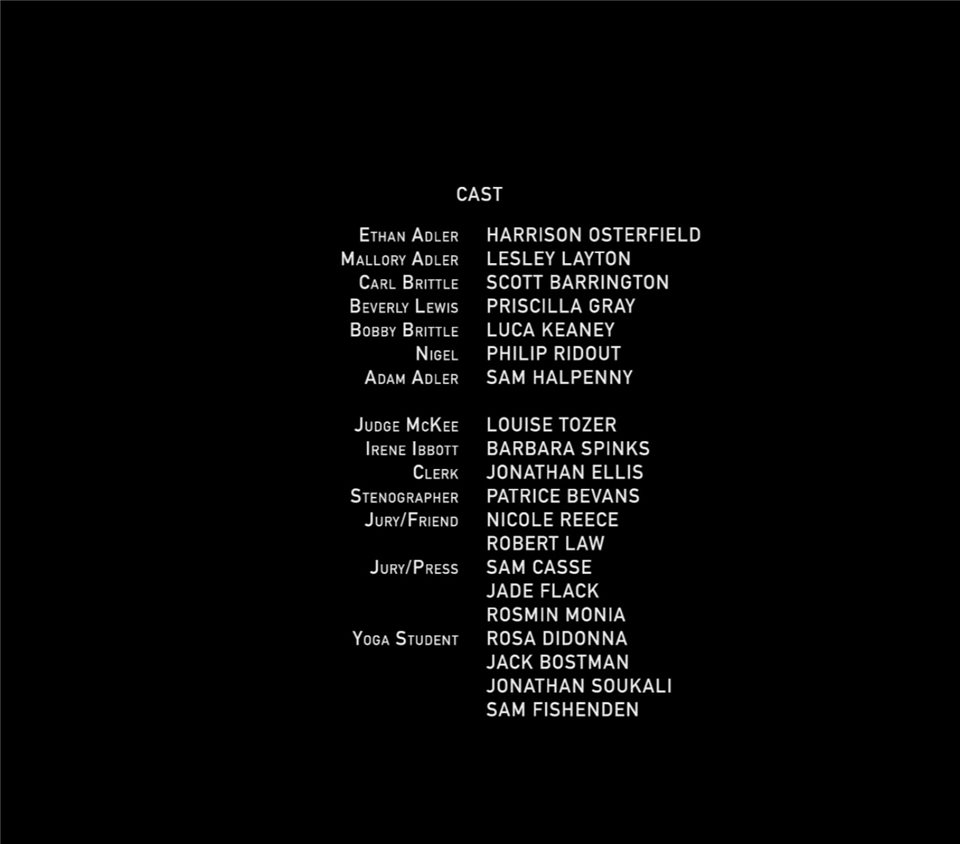 CAST
Ethan Adler HARRISON OSTERFIELD
Mallory Adler LESLEY LAYTON
Carl Brittle SCOTT BARRINGTON
Beverly Lewis PRISCILLA GRAY
Bobby Brittle LUCA KEANEY
Nigel PHILIP RIDOUT
Adam Adler SAM HALPENNY
Judge McKee LOUISE TOZER
Irene Ibbott BARBARA SPINKS
Clerk JONATHAN ELLIS
Stenographer PATRICE BEVANS
Jury/Friend NICOLE REECE
ROBERT LAW
Jury/Press SAM CASSE
JADE FLACK
ROSMIN MONIA
Yoga Student ROSA DIDONNA
JACK BOSTMAN
JONATHAN SOUKALI
SAM FISHENDEN